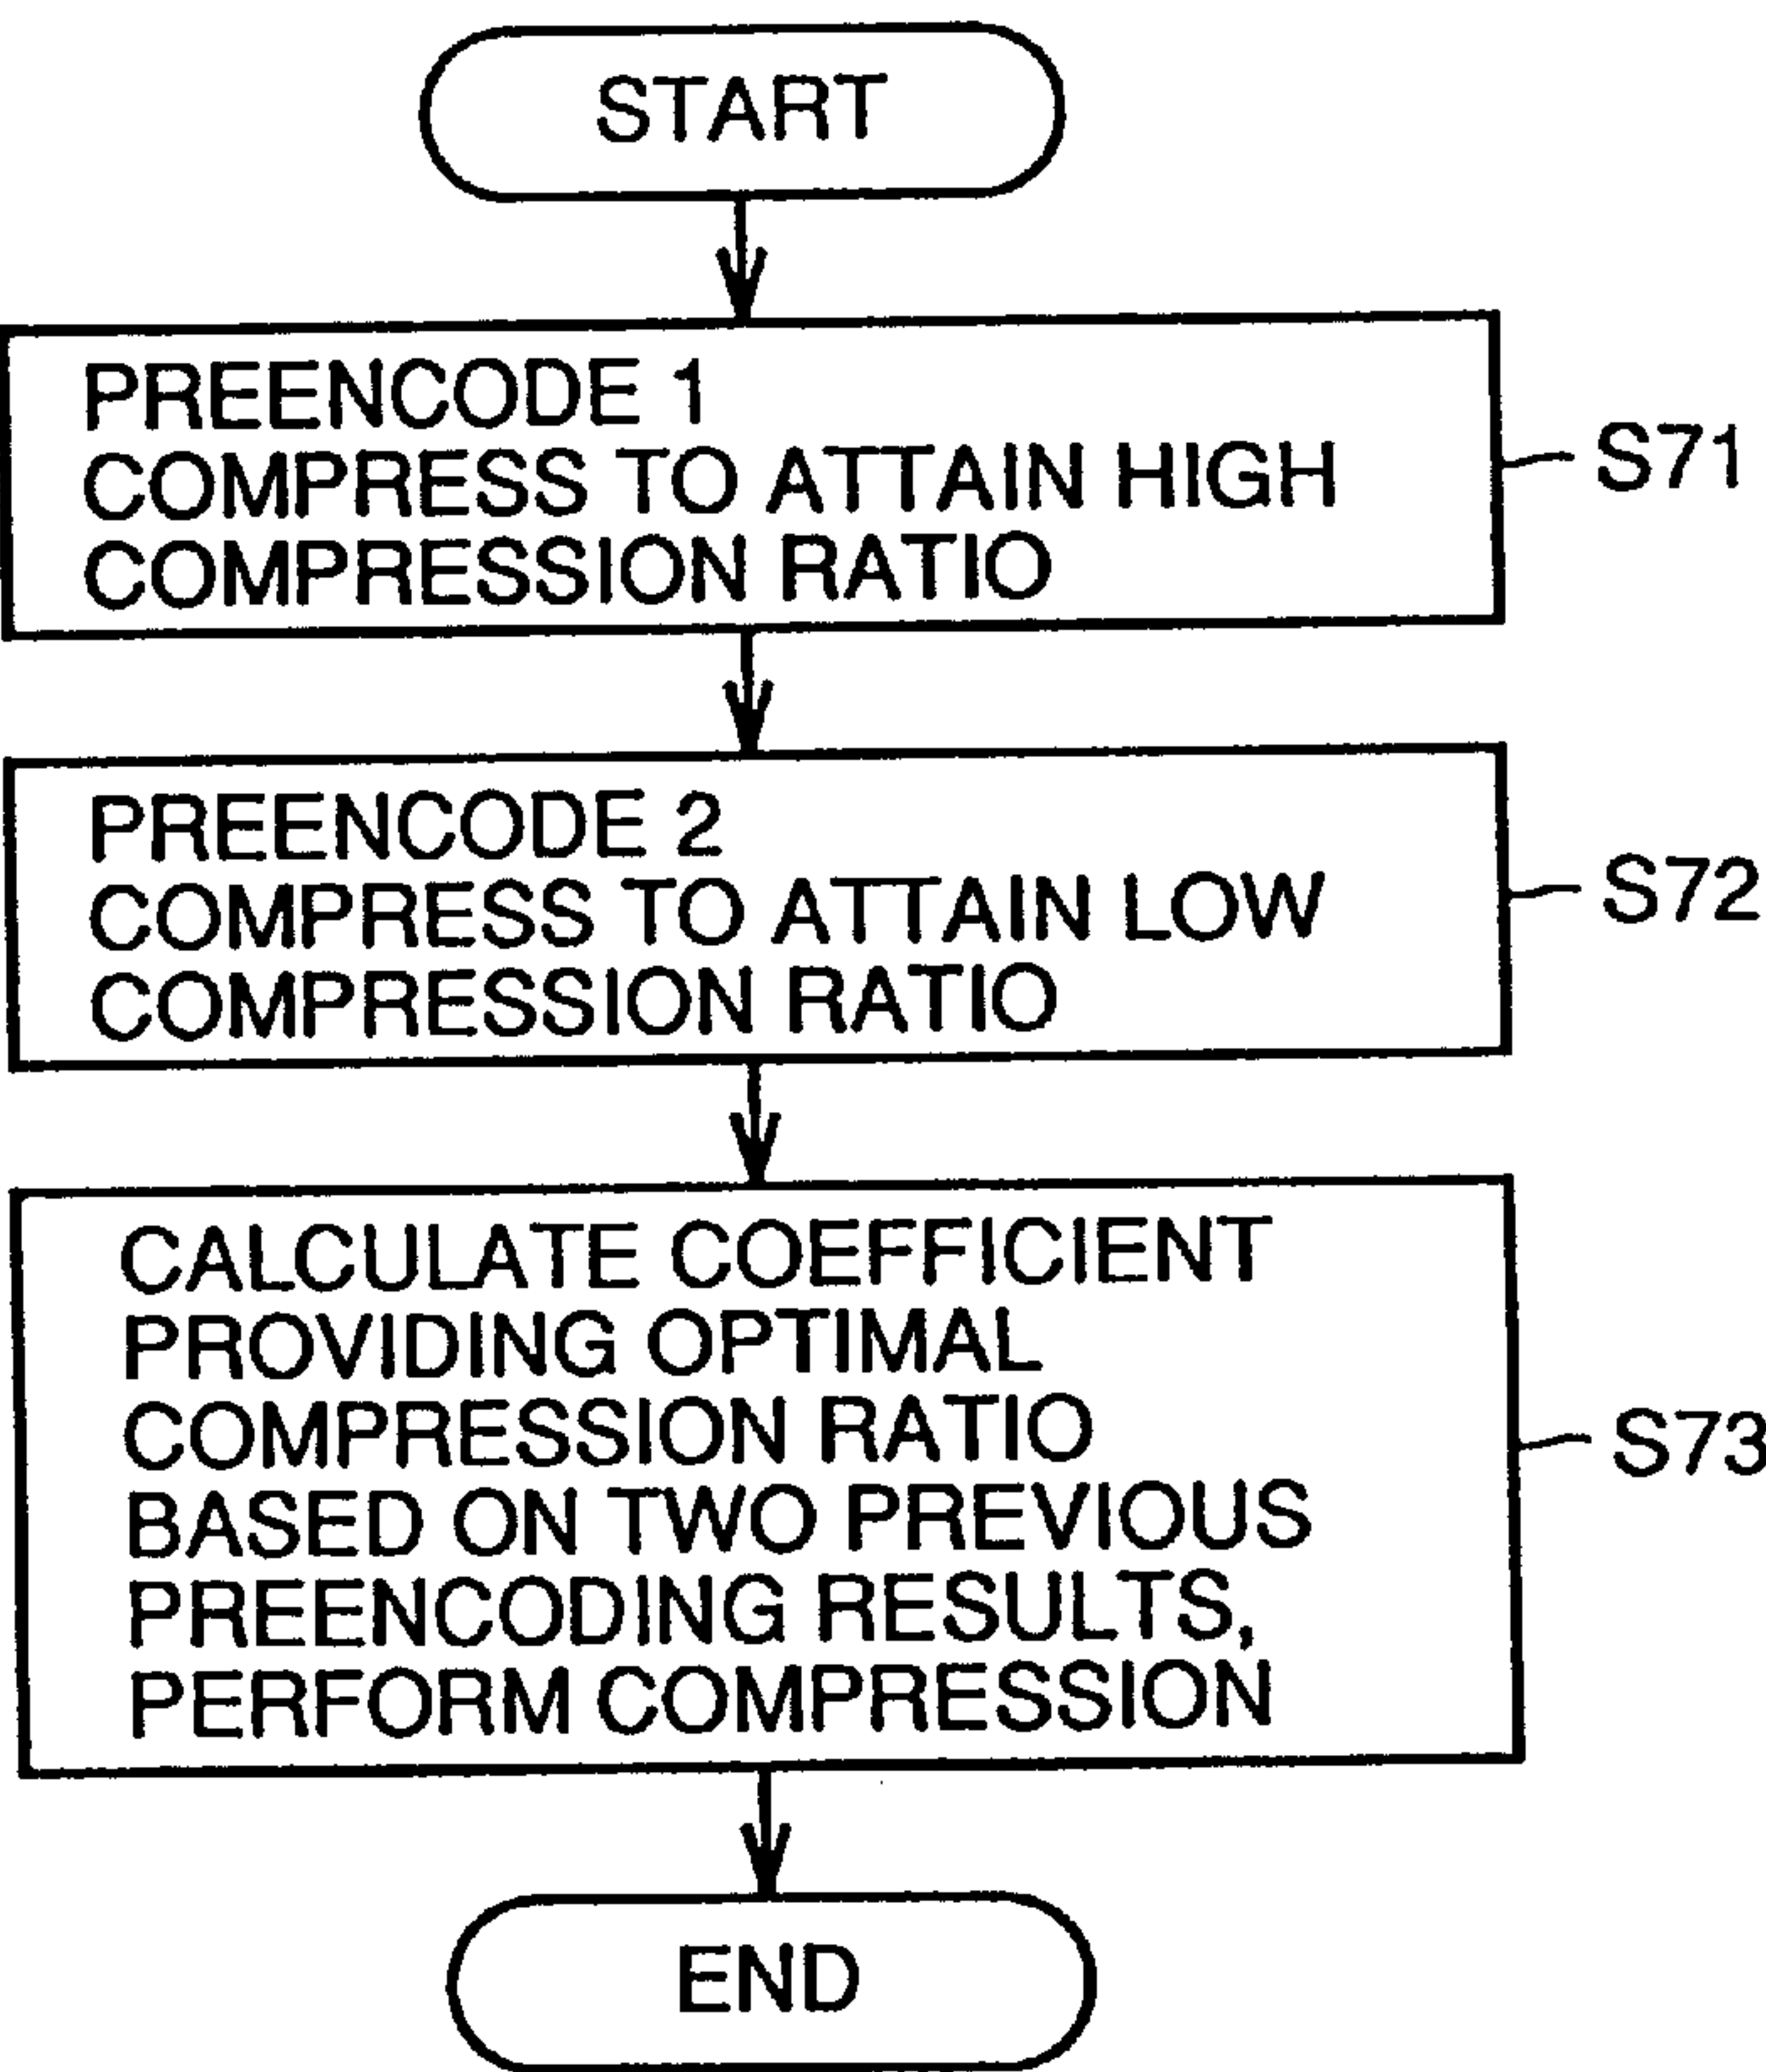 START
PREENCODE 1
COMPRESS TO ATTAIN HIGH
COMPRESSION RATIO
S71
PREENCODE 2
COMPRESS TO ATTAIN LOW
COMPRESSION RATIO
S72
CALCULATE COEFFICIENT
PROVIDING OPTIMAL
COMPRESSION RATIO
BASED ON TWO PREVIOUS
PREENCODING RESULTS,
PERFORM COMPRESSION
S73
END